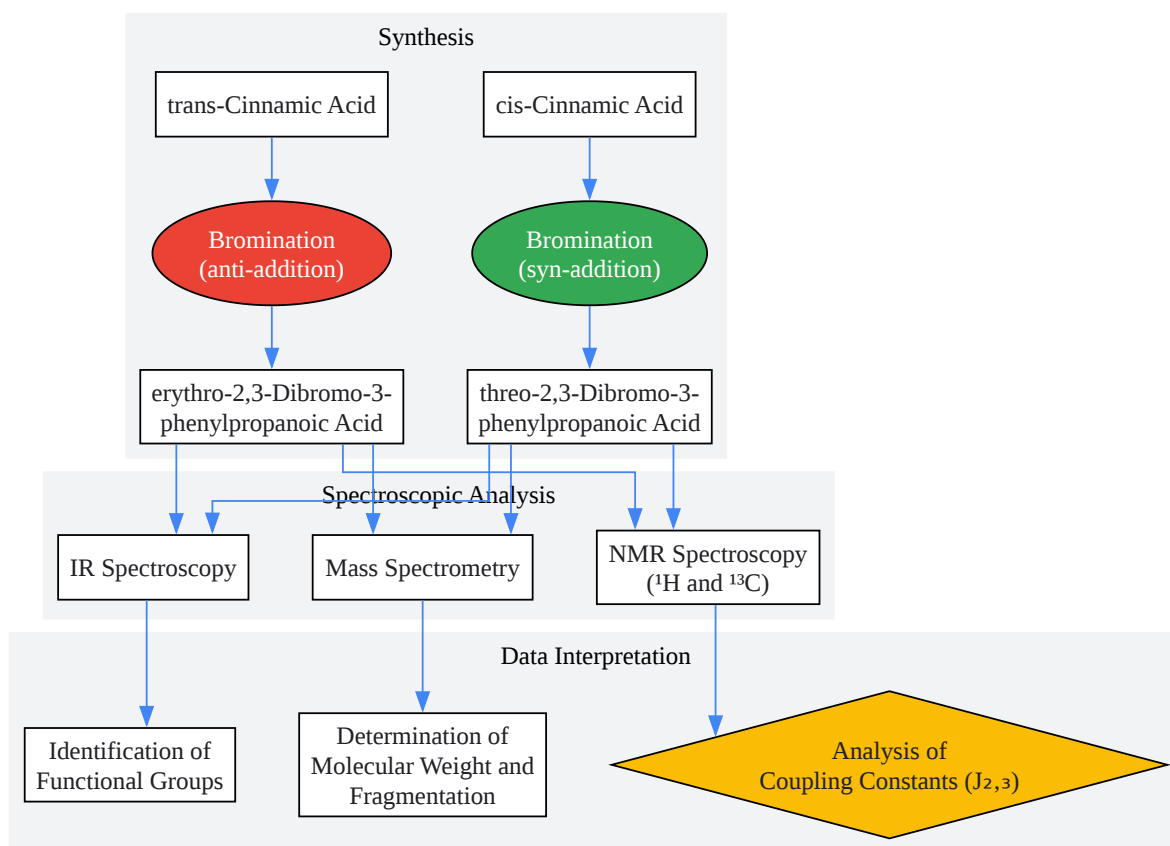 Synthesis
trans-Cinnamic Acid
cis-Cinnamic Acid
Bromination
(anti-addition)
Bromination
(syn-addition)
erythro-2,3-Dibromo-3-
phenylpropanoic Acid
threo-2,3-Dibromo-3-
phenylpropanoic Acid
Spectroscopic Analysis
IR Spectroscopy
Mass Spectrometry
NMR Spectroscopy
(¹H and ¹³C)
Data Interpretation
Identification of
Functional Groups
Determination of
Molecular Weight and
Fragmentation
Analysis of
Coupling Constants (J₂,₃)